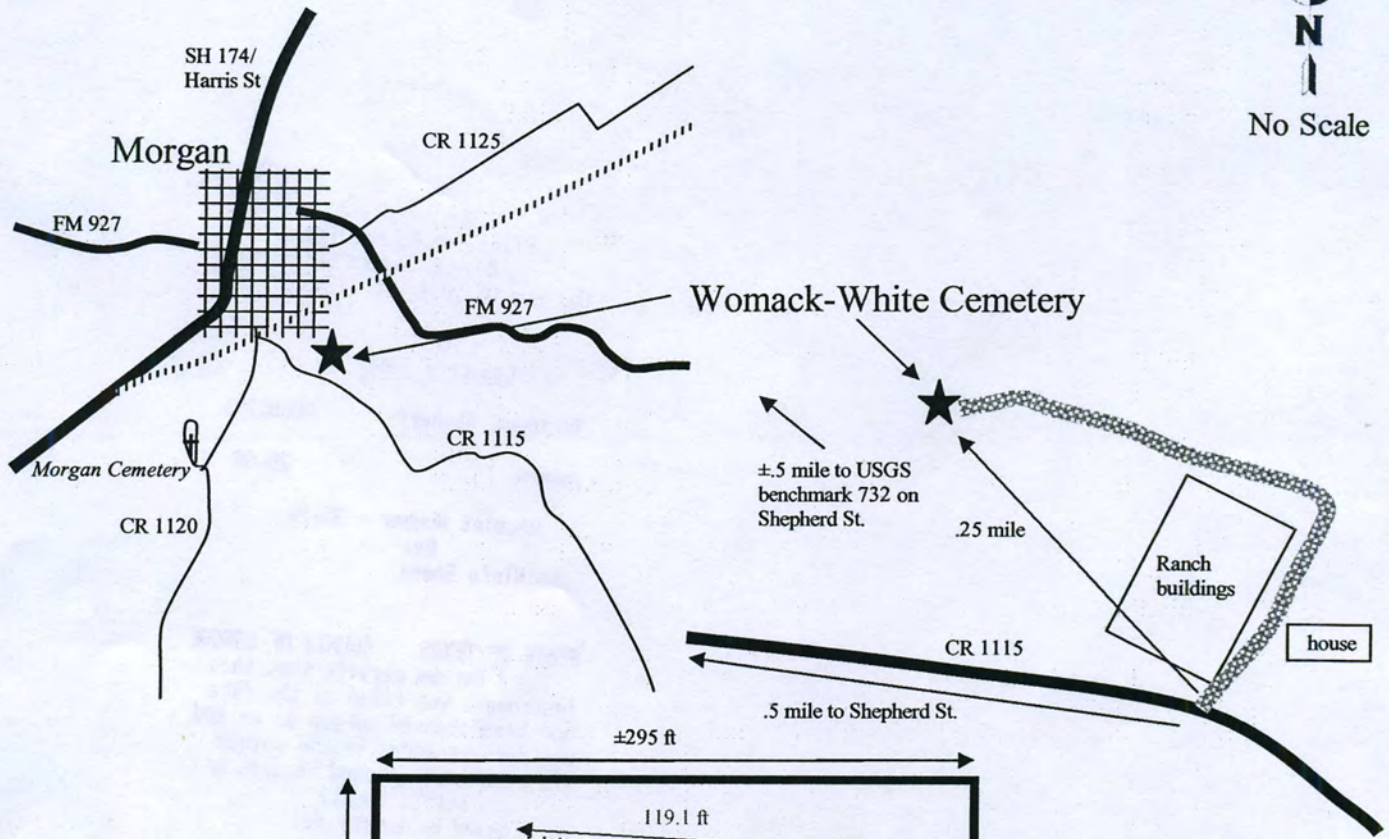 N
No Scale
SH 174/
Harris St
Morgan
CR 1125
FM 927
FM 927
Womack-White Cemetery
CR 1115
Morgan Cemetery
CR 1120
±.5 mile to USGS
benchmark 732 on
Shepherd St.
.25 mile
Ranch
buildings
house
CR 1115
.5 mile to Shepherd St.
±295 ft
119.1 ft